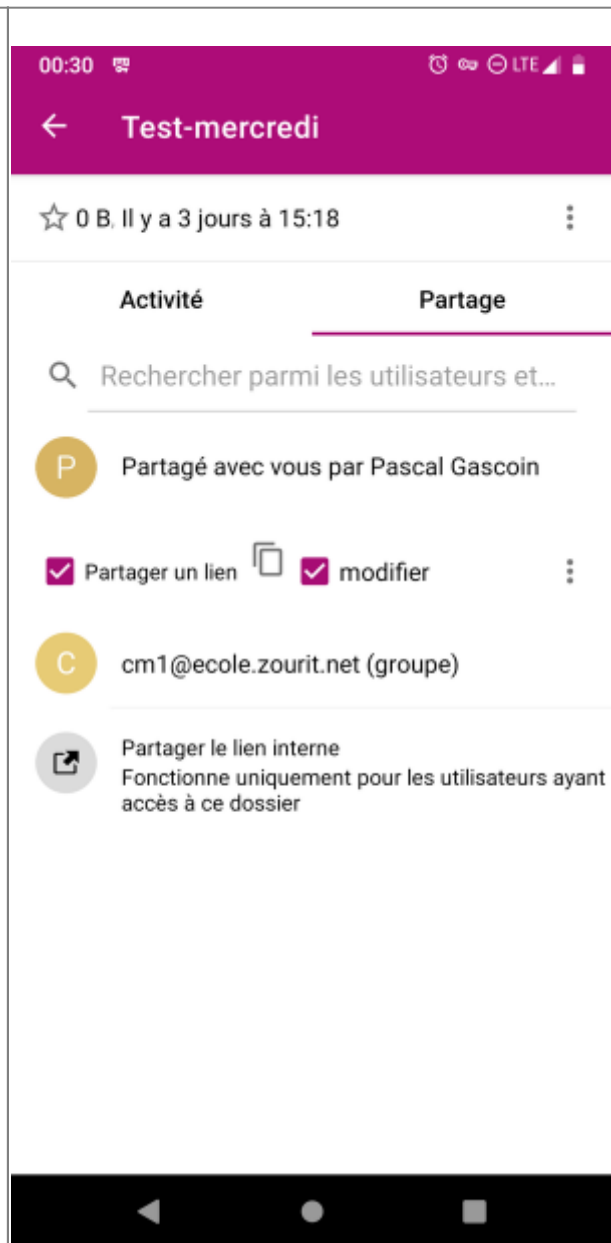 00:30 LTE
Test-mercredi
0 B, Il y a 3 jours à 15:18
Activité Partage
Rechercher parmi les utilisateurs et…
P Partagé avec vous par Pascal Gascoin
Partager un lien modifier
C cm1@ecole.zourit.net (groupe)
Partager le lien interne
Fonctionne uniquement pour les utilisateurs ayant
accès à ce dossier